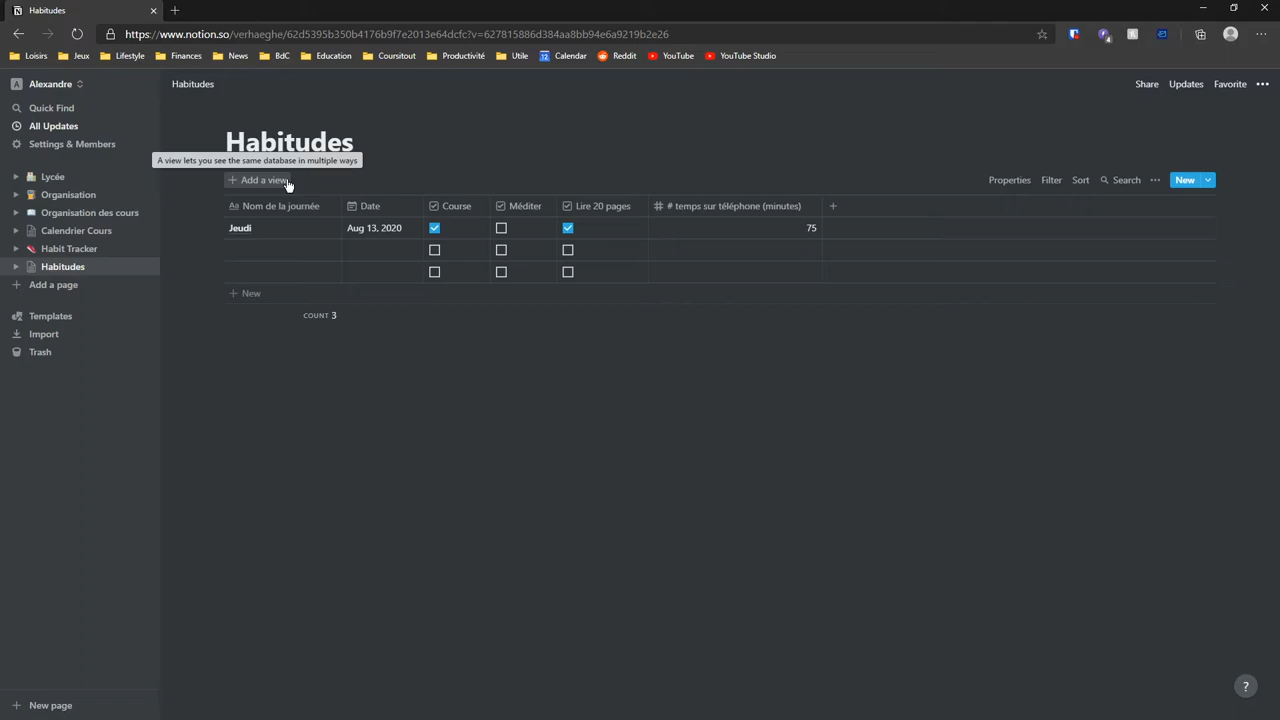 Habitudes
https://www.notion.so/verhaeghe/62d5395b350b4176b9f7e2013e64dcfc?v=627815886d384aa8bb94e6a9219b2e26
4
Loisirs Jeux Lifestyle Finances News BdC Education Coursitout Productivité Utile 12 Calendar Reddit YouTube YouTube Studio
A Alexandre
Quick Find
All Updates
Settings & Members
Lycée
Organisation
Organisation des cours
Calendrier Cours
Habit Tracker
Habitudes
Add a page
Templates
Import
Trash
New page
Habitudes
Share Updates Favorite
Habitudes
A view lets you see the same database in multiple ways
Add a view
Properties Filter Sort Search New
Aa Nom de la journée Date Course Méditer Lire 20 pages # temps sur téléphone (minutes)
Jeudi Aug 13, 2020 75
New
COUNT 3
?